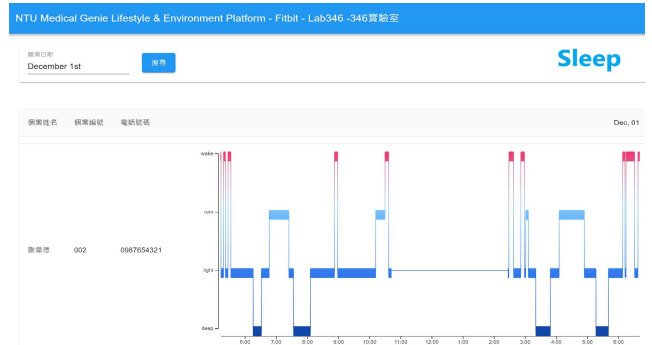 NTU Medical Genie Lifestyle & Environment Platform - Fitbit - Lab346 -346實驗室
觀測日期
December 1st
搜尋
Sleep
個案姓名 個案編號 電話號碼 Dec, 01
wake
rem
light
deep
002 0987654321
6:00 7:00 8:00 9:00 10:00 11:00 12:00 1:00 2:00 3:00 4:00 5:00 6:00